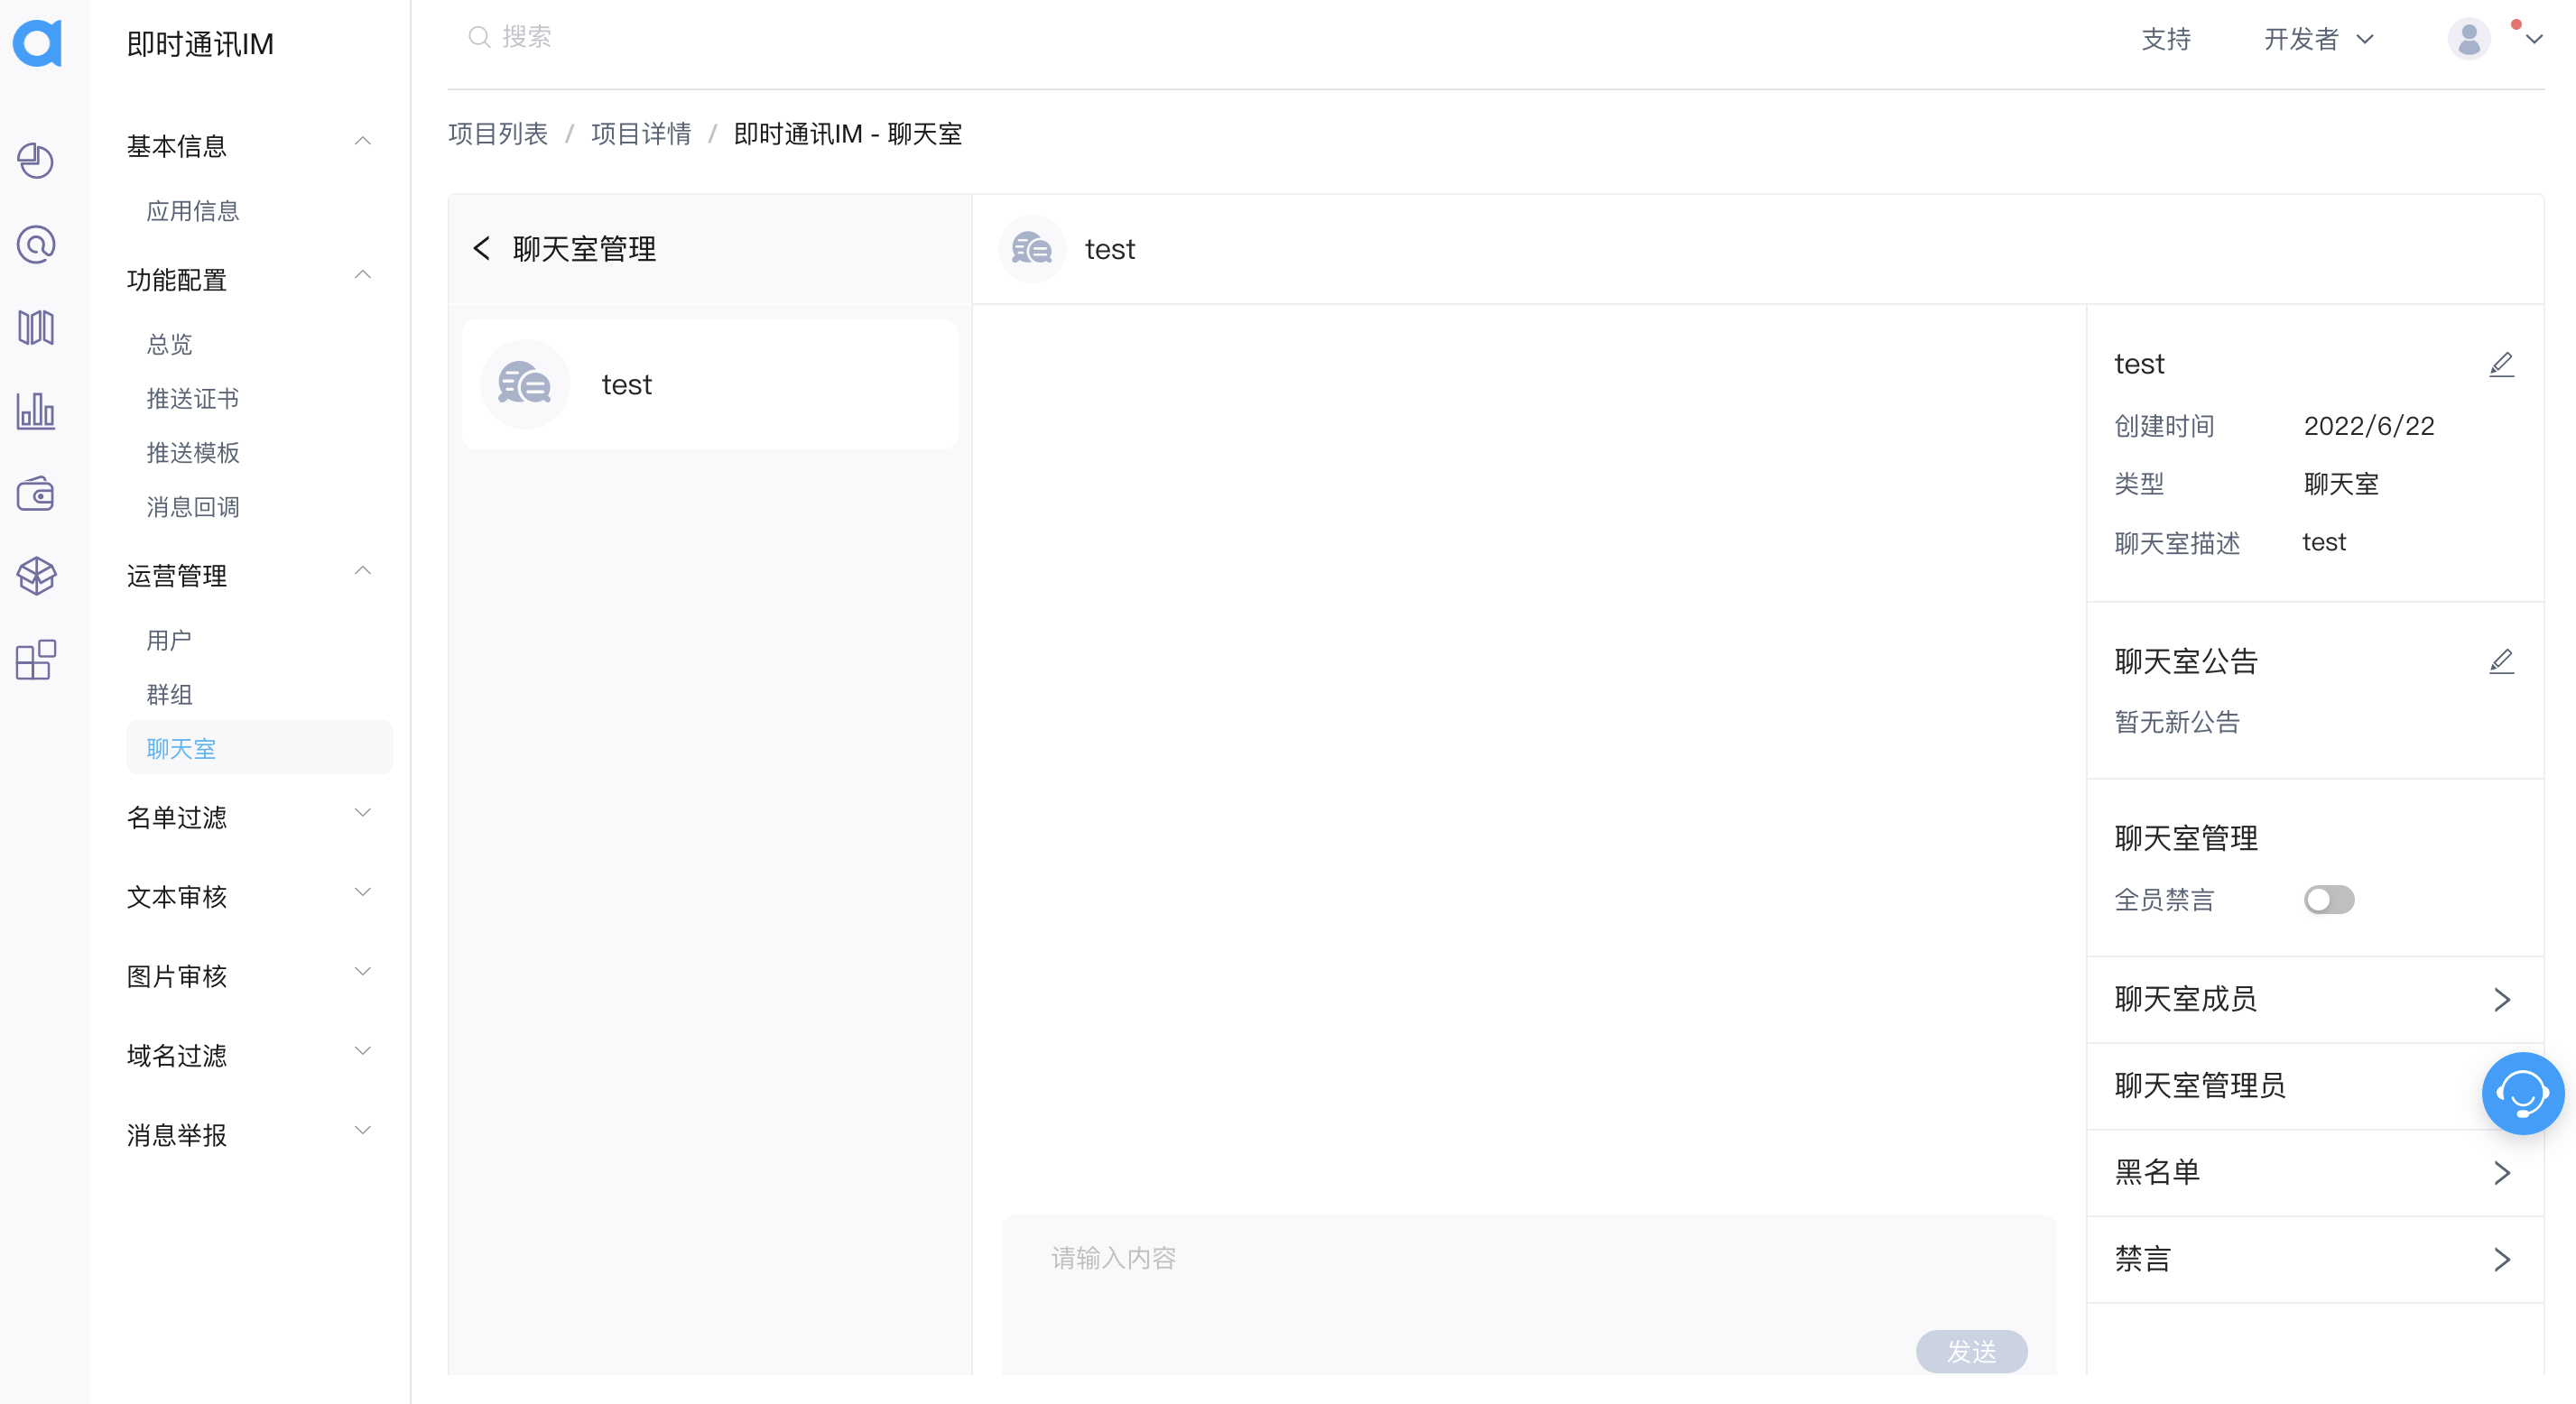 即时通讯IM
基本信息
应用信息
功能配置
总览
推送证书
推送模板
消息回调
运营管理
用户
群组
聊天室
名单过滤
文本审核
图片审核
域名过滤
消息举报
搜索
支持
开发者
项目列表 / 项目详情 / 即时通讯IM - 聊天室
聊天室管理
test
test
请输入内容
发送
test
创建时间 2022/6/22
类型 聊天室
聊天室描述 test
聊天室公告
暂无新公告
聊天室管理
全员禁言
聊天室成员
聊天室管理员
黑名单
禁言